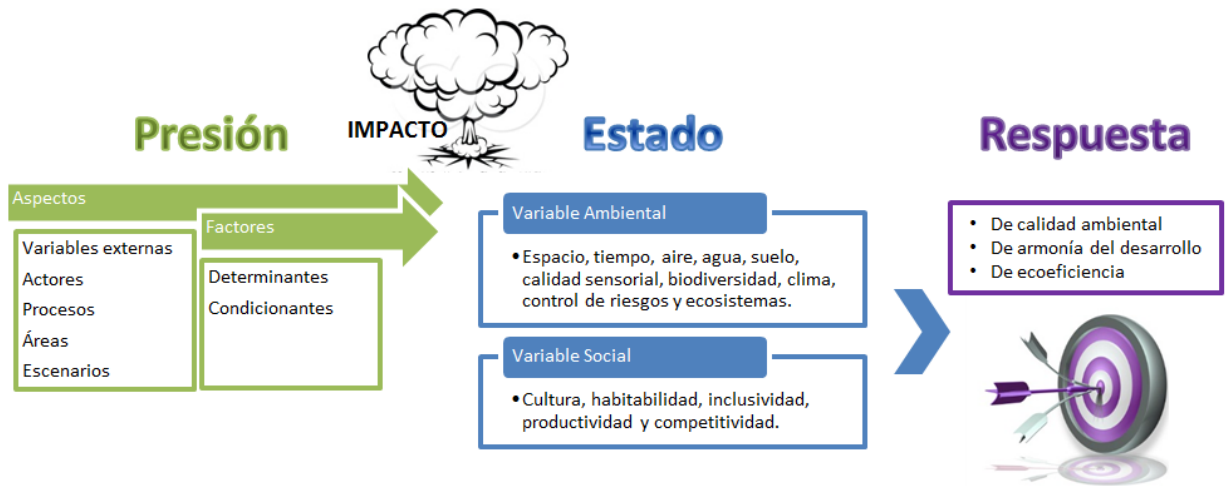 Presión
IMPACTO
Estado
Respuesta
Aspectos
Variables externas
Actores
Procesos
Áreas
Escenarios
Factores
Determinantes
Condicionantes
Variable Ambiental
•Espacio, tiempo, aire, agua, suelo,
calidad sensorial, biodiversidad, clima,
control de riesgos y ecosistemas.
Variable Social
•Cultura, habitabilidad, inclusividad,
productividad y competitividad.
• De calidad ambiental
• De armonía del desarrollo
• De ecoeficiencia